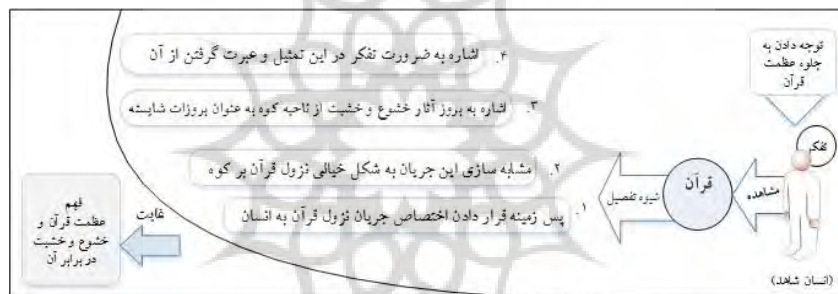 توجه دادن به
جلوه عظمت
قرآن
تفکر
مشاهده
(انسان شاهد)
قرآن
شیوه تفصیل
۴. اشاره به ضرورت تفکر در این تمثیل و عبرت گرفتن از آن
۳. اشاره به بروز آثار خشوع و خشیت از ناحیه کوه به عنوان بروزات شایسته
۲. مشابه سازی این جریان به شکل خیالی نزول قرآن بر کوه
۱. پس زمینه قرار دادن اختصاص جریان نزول قرآن به انسان
غایت
فهم
عظمت قرآن و
خشوع و خشیت
در برابر آن